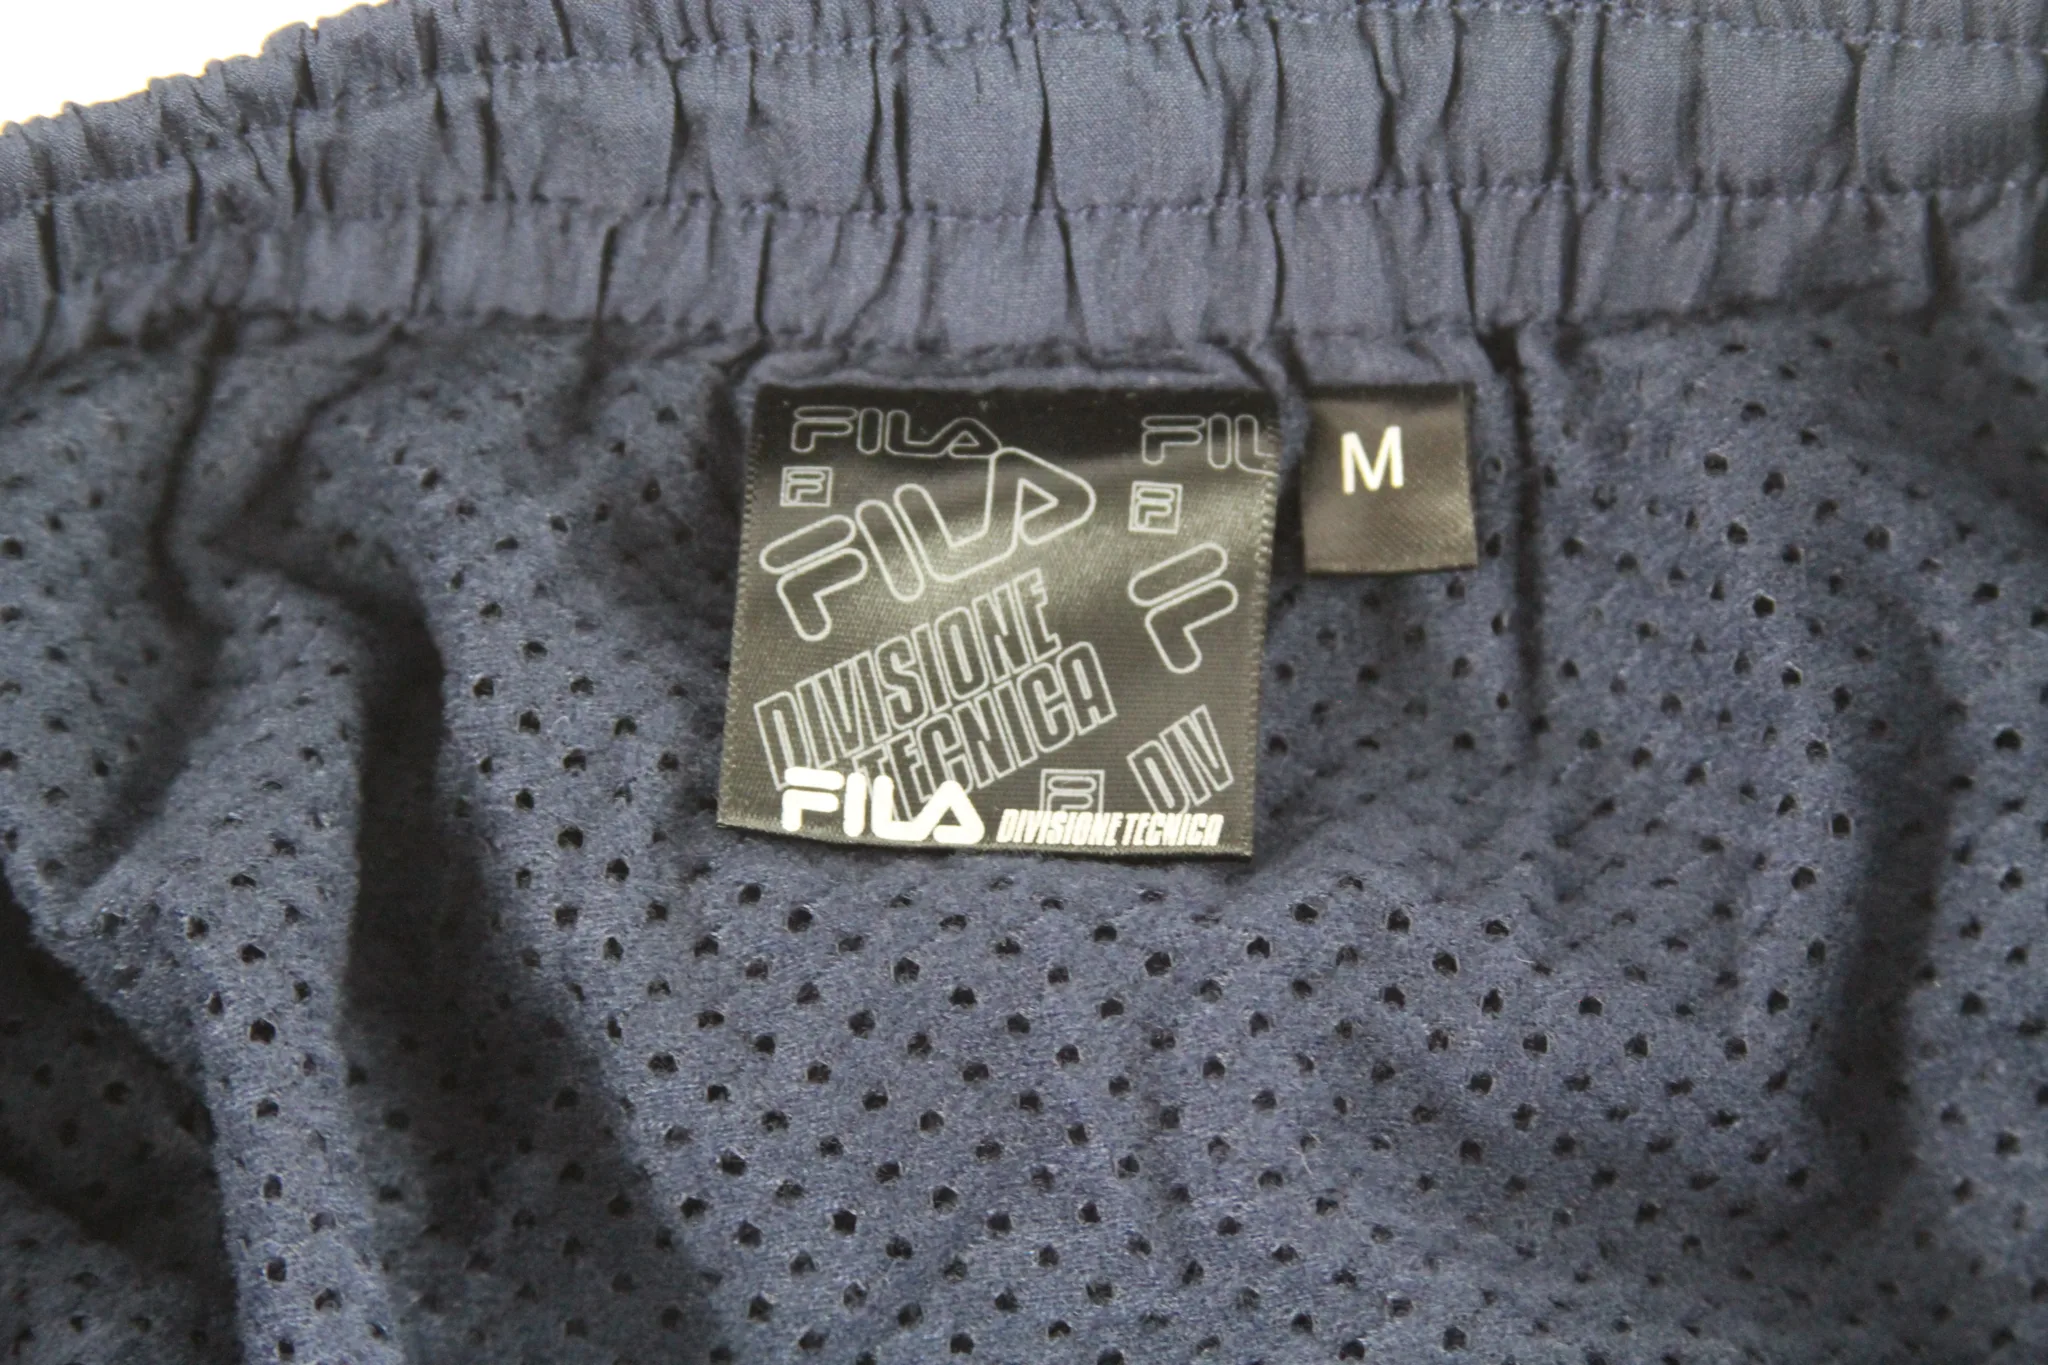 FILA FIL
F F
FILA
F
DIVISIONE
TECNICA
F DIV
FILA DIVISIONE TECNICA
M